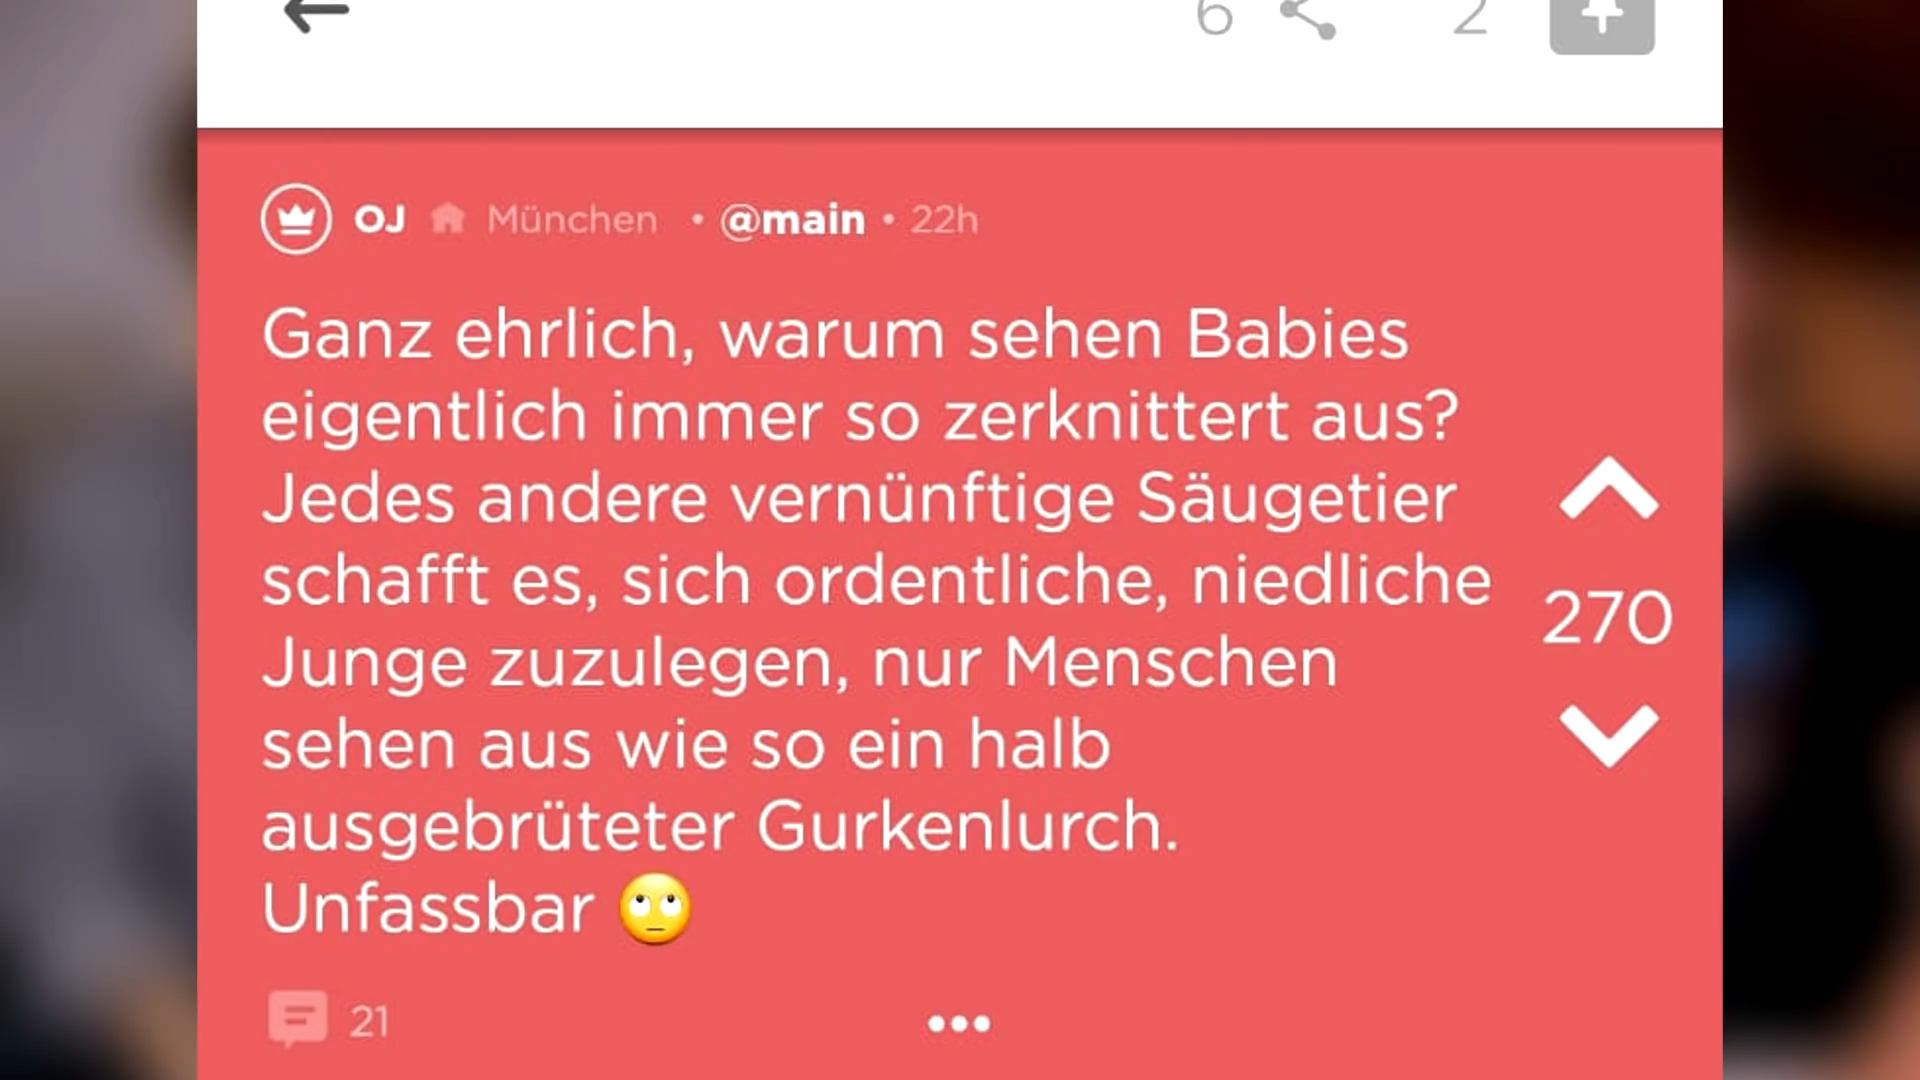 6 2
OJ München • @main • 22h
Ganz ehrlich, warum sehen Babies
eigentlich immer so zerknittert aus?
Jedes andere vernünftige Säugetier
schafft es, sich ordentliche, niedliche
Junge zuzulegen, nur Menschen
sehen aus wie so ein halb
ausgebrüteter Gurkenlurch.
Unfassbar 🙄
270
21